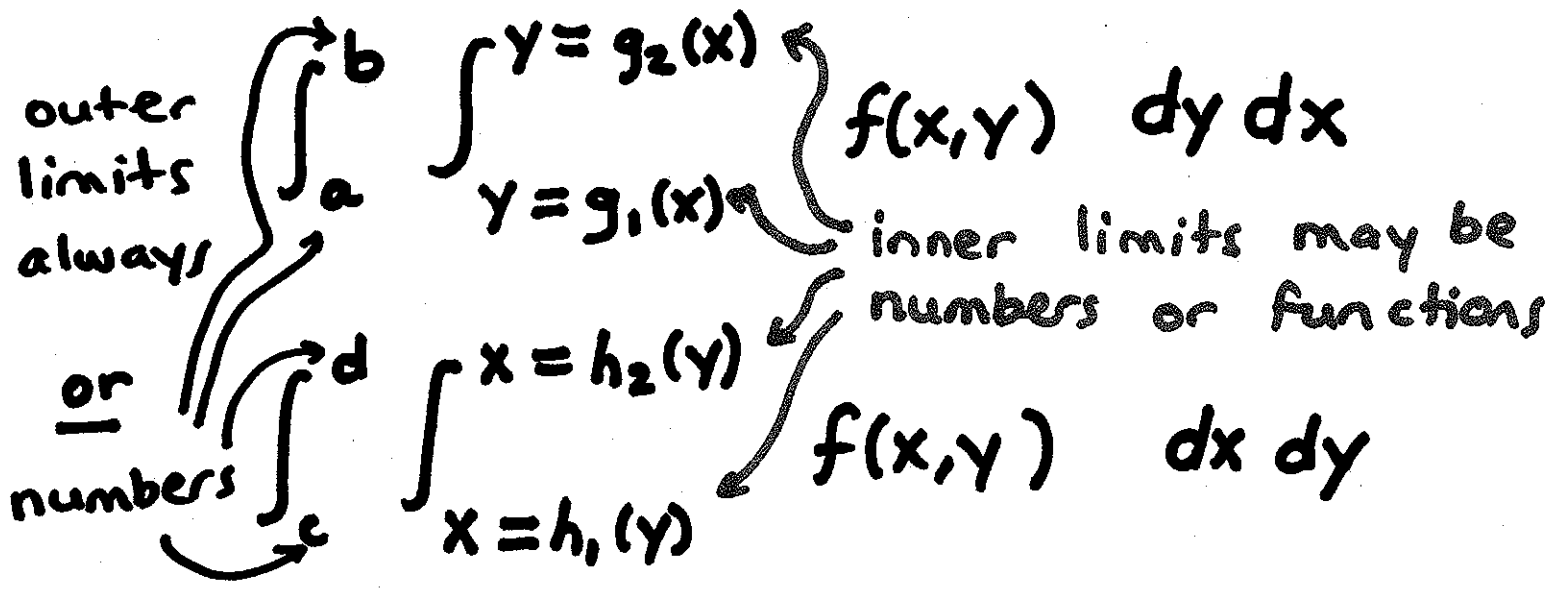 outer
limits
always
∫ₐᵇ ∫_{y = g₁(x)}^{y = g₂(x)} f(x,y) dy dx
inner limits may be
numbers or functions
or
numbers
∫_c^d ∫_{x = h₁(y)}^{x = h₂(y)} f(x,y) dx dy